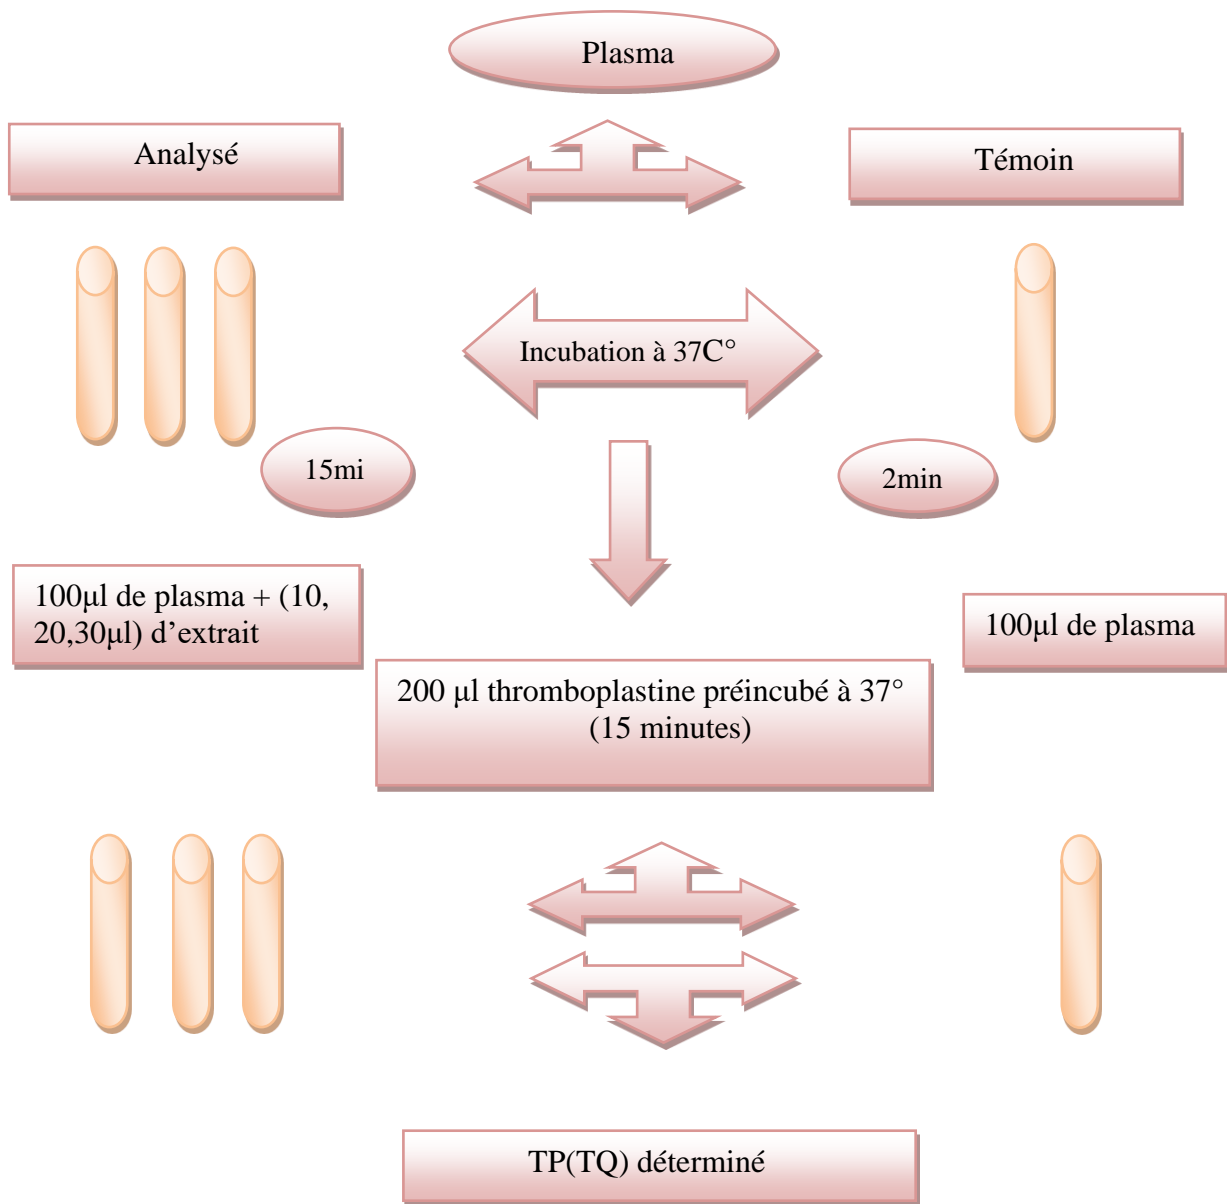 Plasma
Analysé
Témoin
Incubation à 37C°
15mi
2min
100μl de plasma + (10,
20,30μl) d’extrait
100μl de plasma
200 μl thromboplastine préincubé à 37°
(15 minutes)
TP(TQ) déterminé